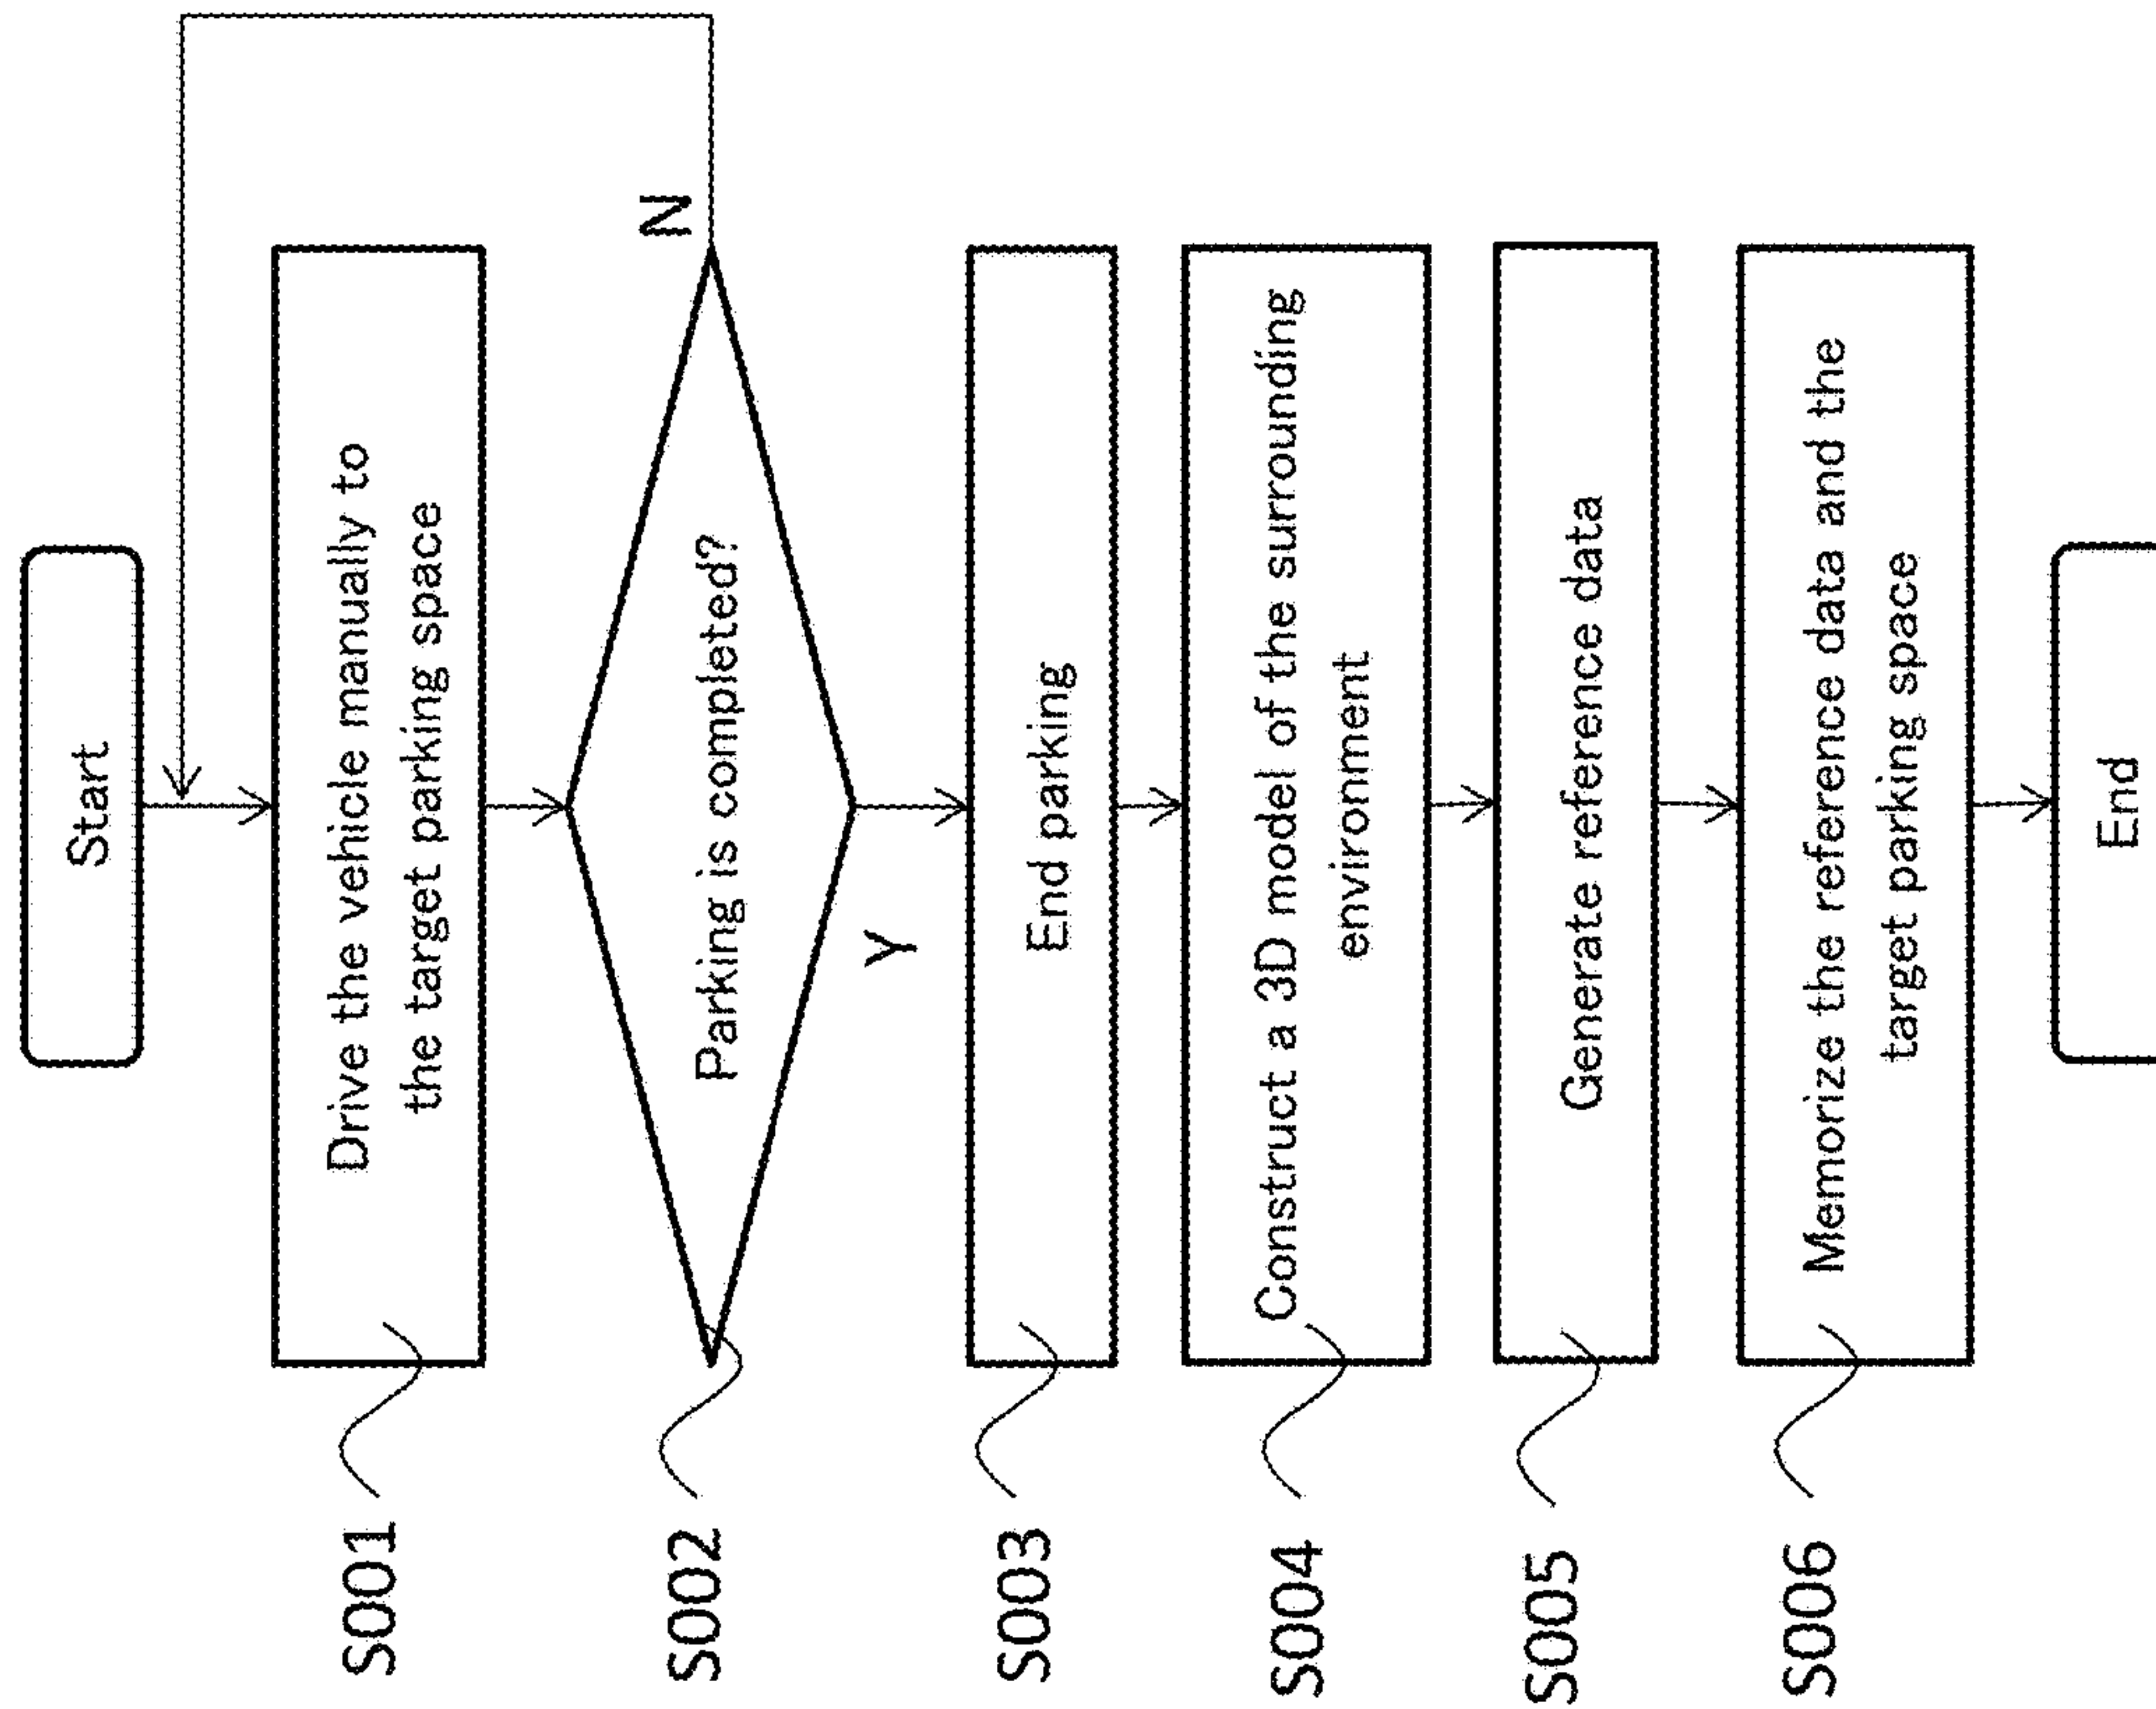 Start
S001
Drive the vehicle manually to
the target parking space
S002
Parking is completed?
N
Y
S003
End parking
S004
Construct a 3D model of the surrounding
environment
S005
Generate reference data
S006
Memorize the reference data and the
target parking space
End